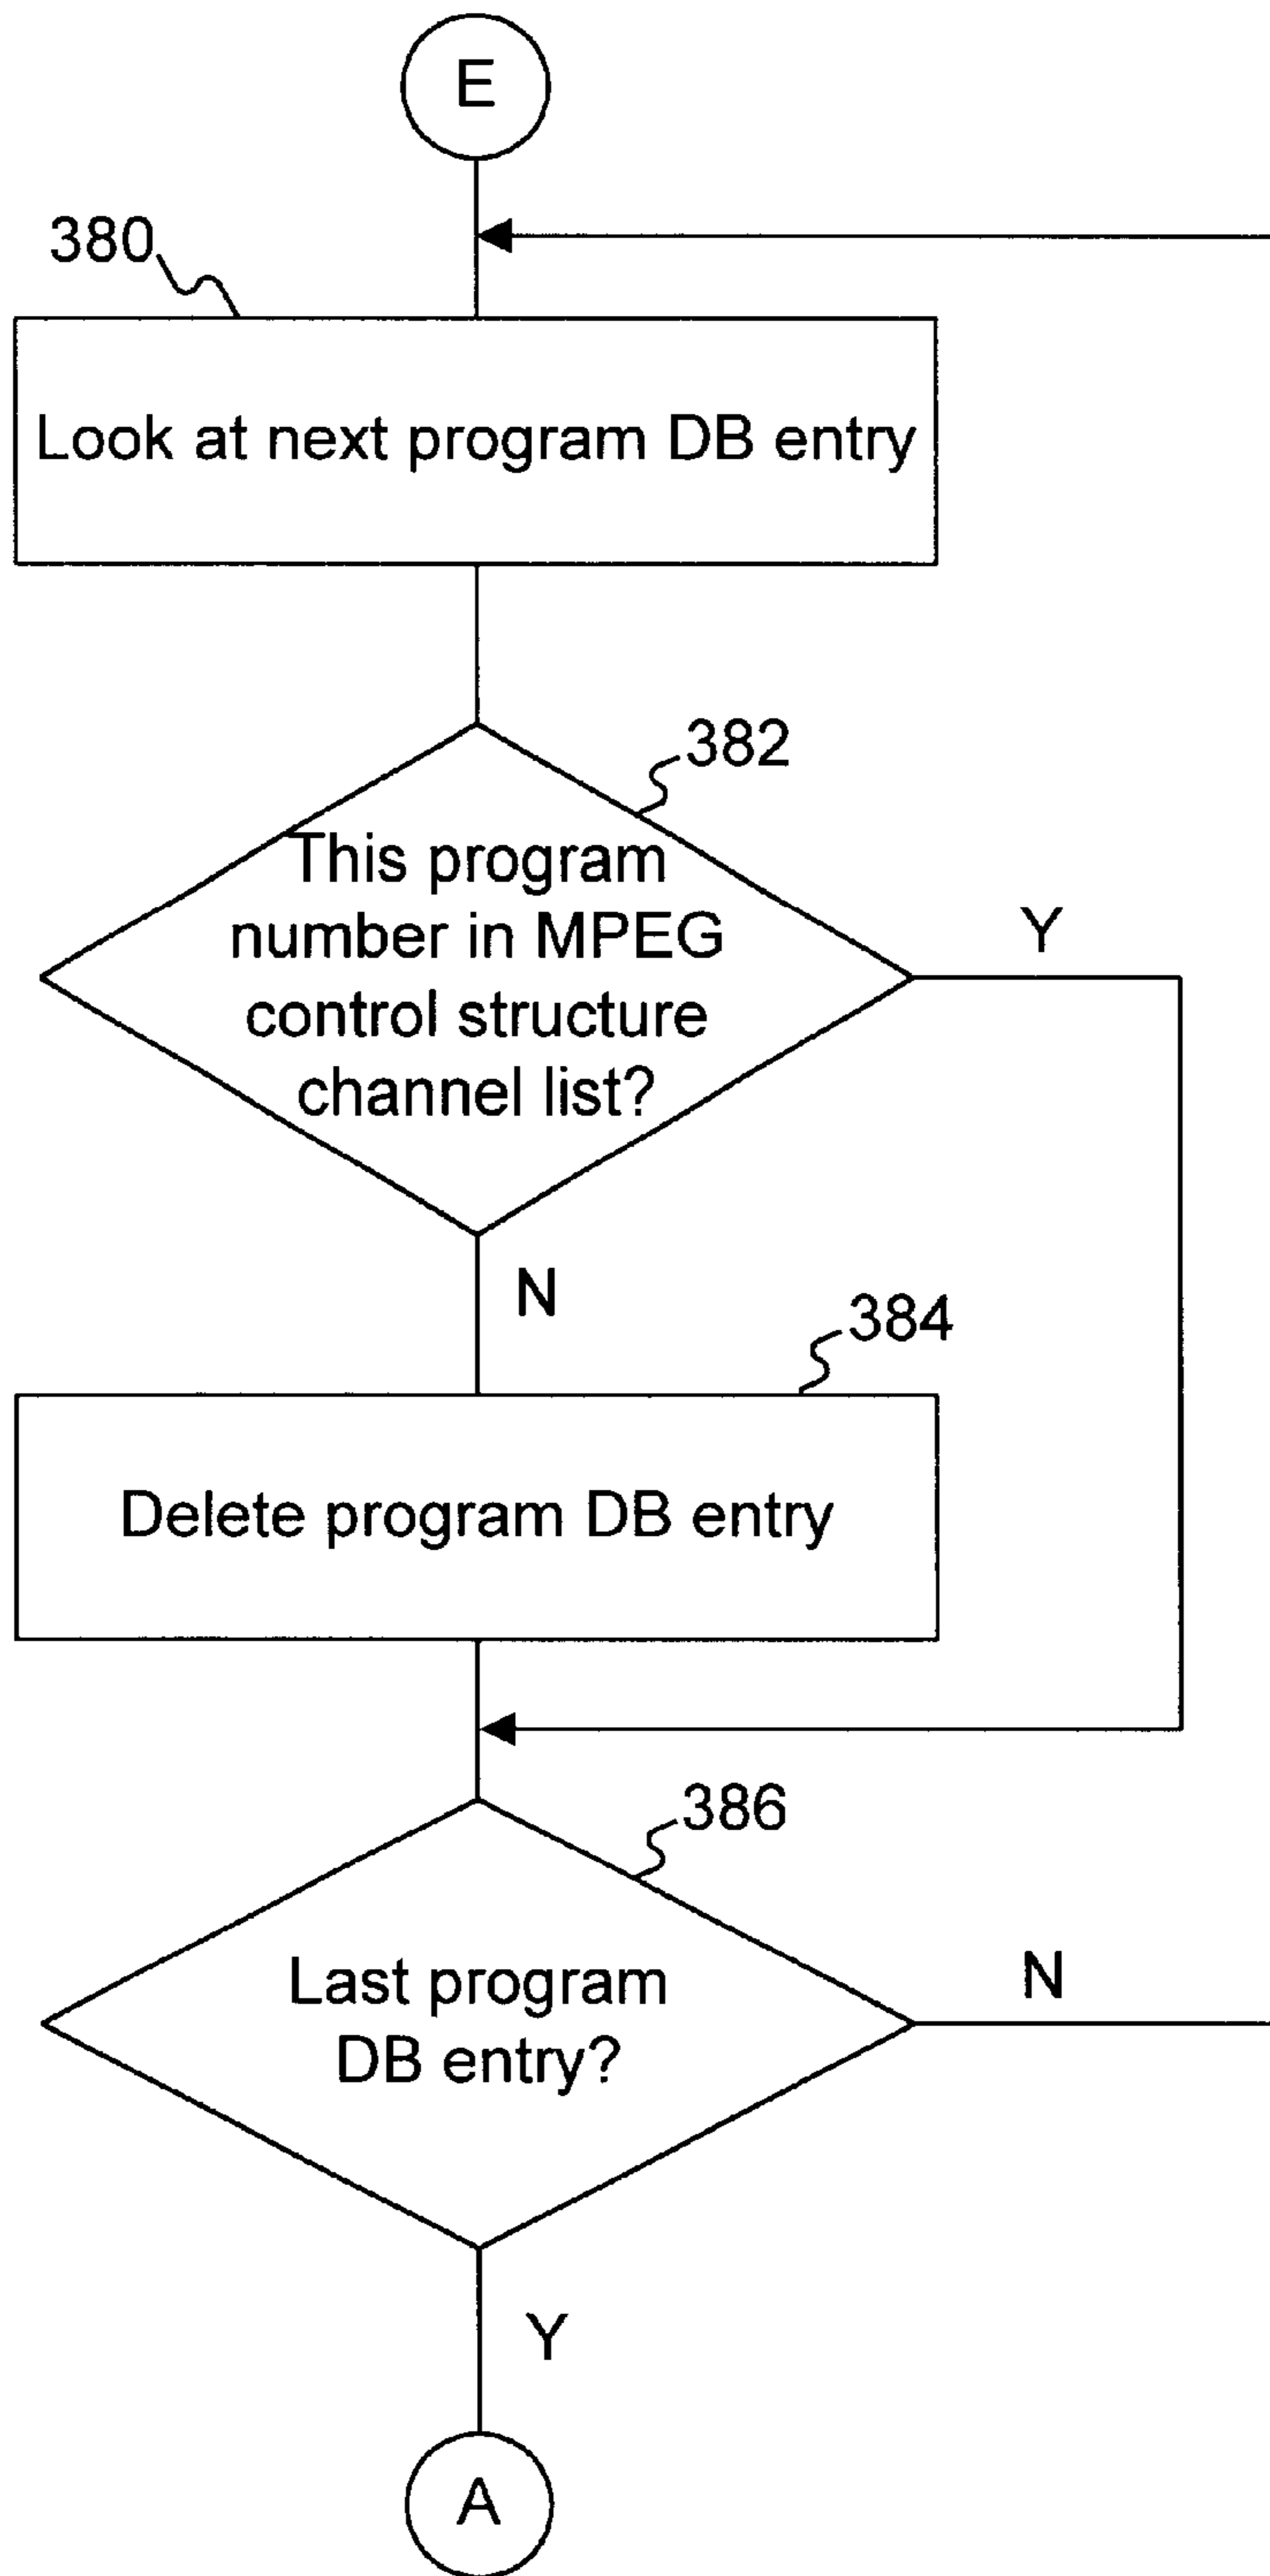 E
380
Look at next program DB entry
382
This program
number in MPEG
control structure
channel list?
Y
N
384
Delete program DB entry
386
Last program
DB entry?
N
Y
A